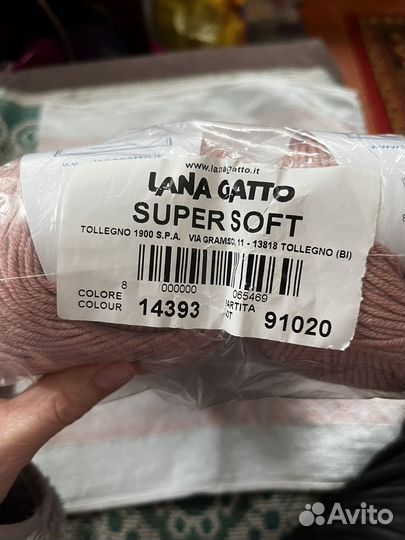 www.lanagatto.it
LANA GATTO
SUPER SOFT
TOLLEGNO 1900 S.P.A. VIA GRAMSCI, 11 - 13818 TOLLEGNO (BI)
8 000000 065469
COLORE
COLOUR 14393
PARTITA
LOT 91020
Avito